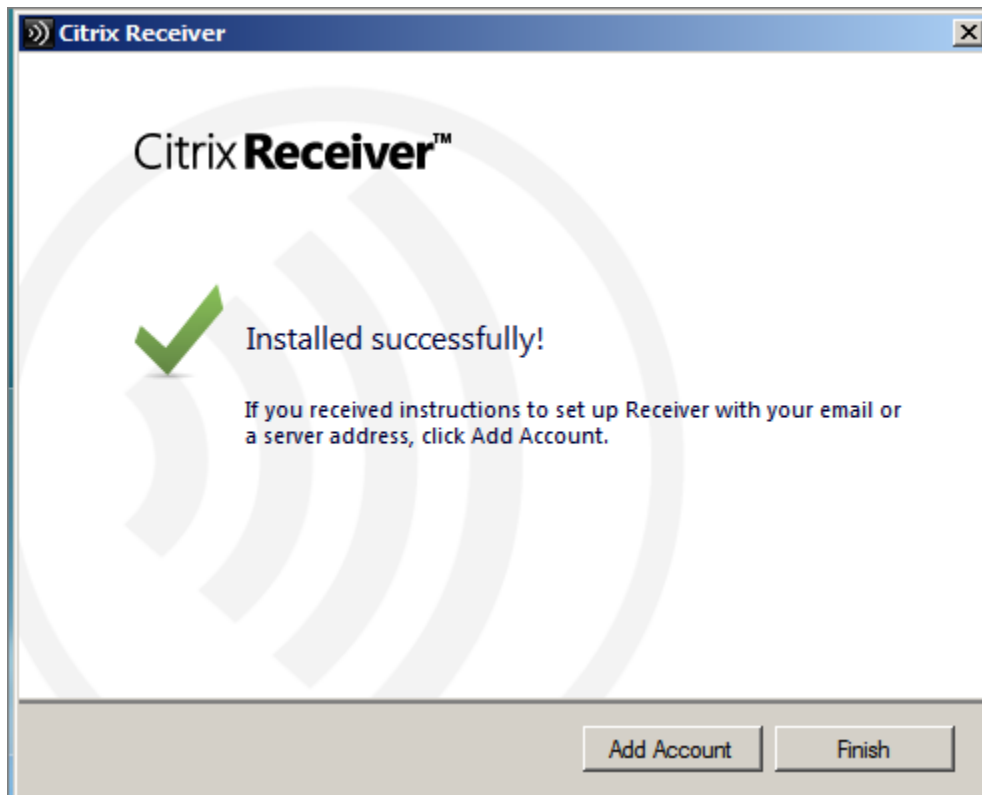 Citrix Receiver
Citrix Receiver™
Installed successfully!
If you received instructions to set up Receiver with your email or
a server address, click Add Account.
Add Account
Finish